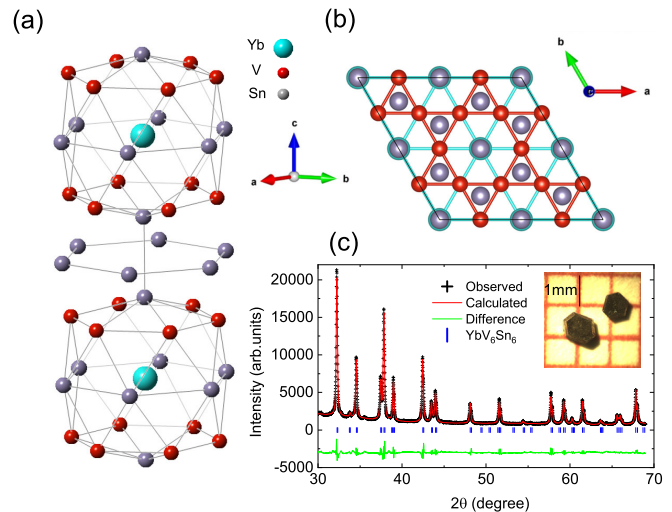 (a)
Yb
V
Sn
c
a
b
(b)
b
a
(c)
Intensity (arb.units)
20000
15000
10000
5000
0
-5000
Observed
Calculated
Difference
YbV₆Sn₆
1mm
30
40
50
60
70
2θ (degree)